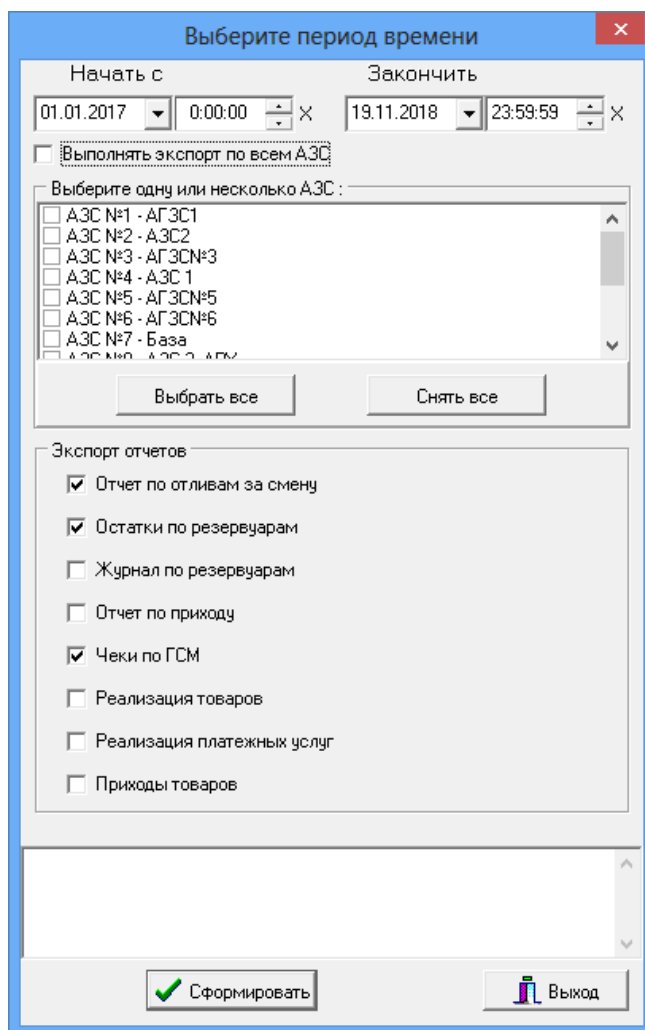 Выберите период времени
Начать с Закончить
01.01.2017 0:00:00 X 19.11.2018 23:59:59 X
Выполнять экспорт по всем АЗС
Выберите одну или несколько АЗС :
АЗС №1 - АГЗС1
АЗС №2 - АЗС2
АЗС №3 - АГЗСN№3
АЗС №4 - АЗС 1
АЗС №5 - АГЗСN№5
АЗС №6 - АГЗСN№6
АЗС №7 - База
Выбрать все Снять все
Экспорт отчетов
Отчет по отливам за смену
Остатки по резервуарам
Журнал по резервуарам
Отчет по приходу
Чеки по ГСМ
Реализация товаров
Реализация платежных услуг
Приходы товаров
Сформировать Выход